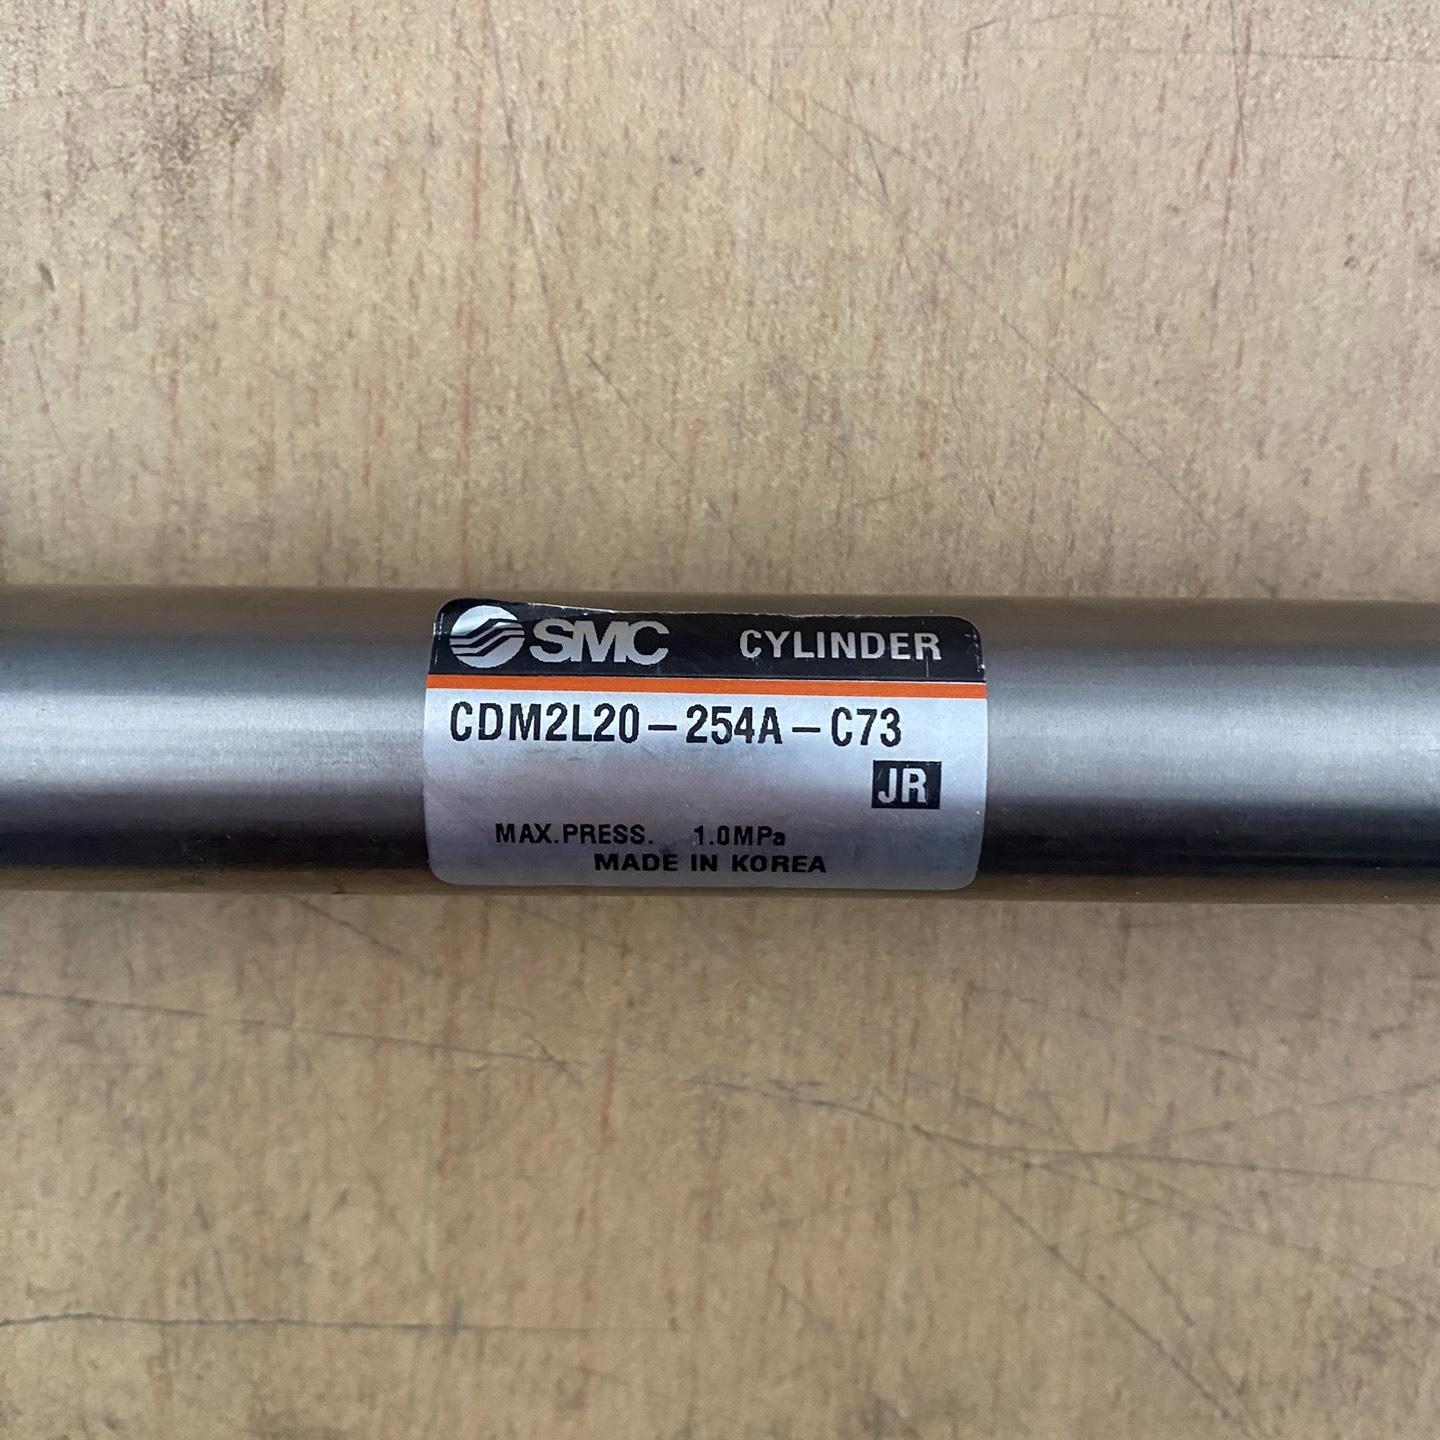 SMC CYLINDER
CDM2L20-254A-C73
JR
MAX.PRESS. 1.0MPa
MADE IN KOREA